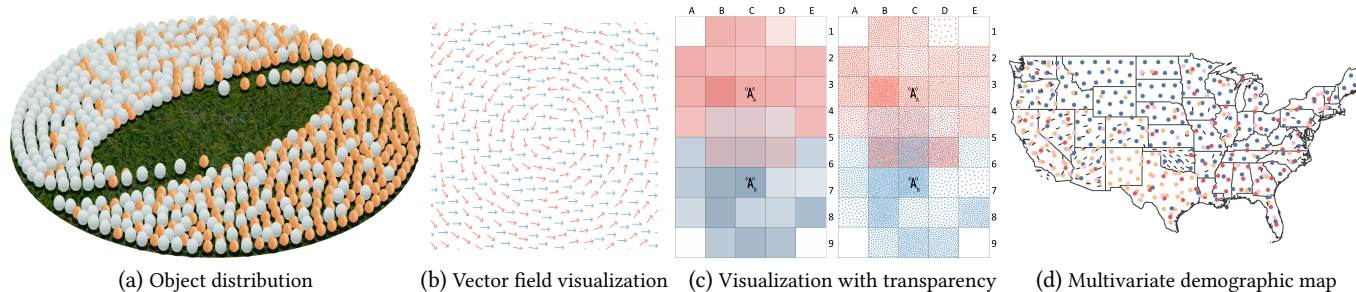 A B C D E A B C D E
1
2
3
4
5
6
7
8
9
1
2
3
4
5
6
7
8
9
A
B
A
B
(a) Object distribution
(b) Vector field visualization
(c) Visualization with transparency
(d) Multivariate demographic map